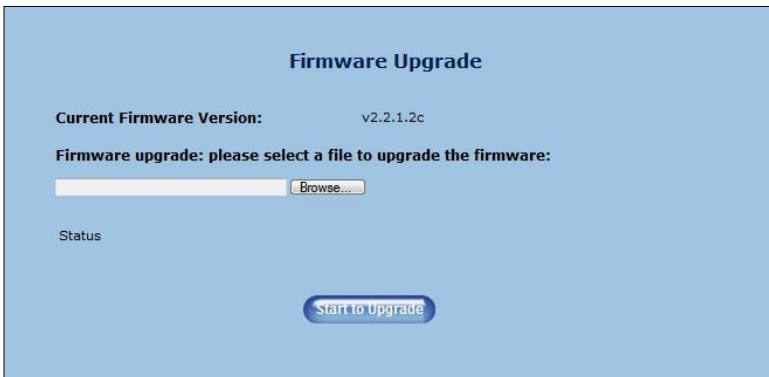 Firmware Upgrade
Current Firmware Version: v2.2.1.2c
Firmware upgrade: please select a file to upgrade the firmware:
Browse...
Status
Start to Upgrade